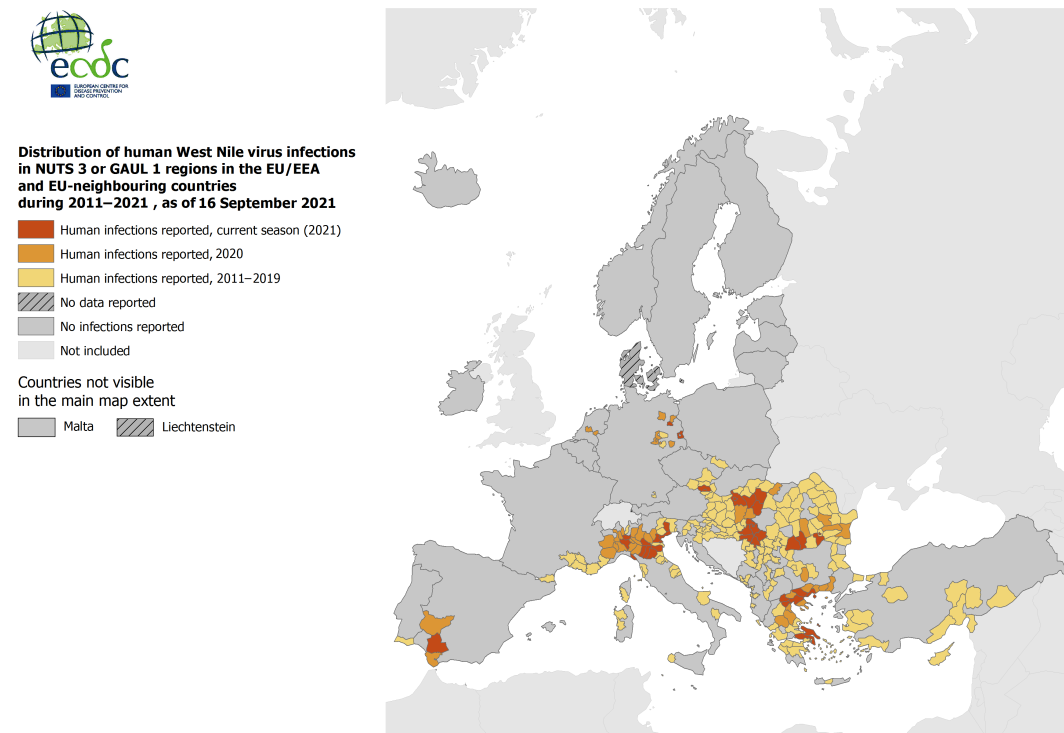 ecdc
EUROPEAN CENTRE FOR
DISEASE PREVENTION
AND CONTROL
Distribution of human West Nile virus infections
in NUTS 3 or GAUL 1 regions in the EU/EEA
and EU-neighbouring countries
during 2011–2021 , as of 16 September 2021
Human infections reported, current season (2021)
Human infections reported, 2020
Human infections reported, 2011–2019
No data reported
No infections reported
Not included
Countries not visible
in the main map extent
Malta
Liechtenstein